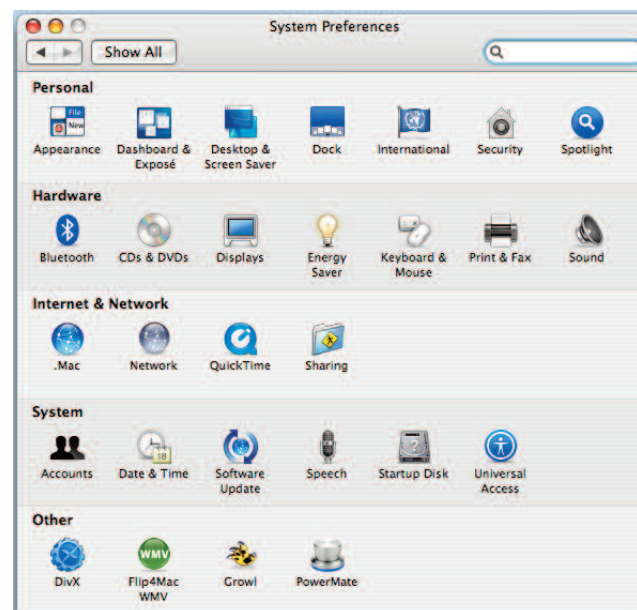 System Preferences
Show All
Personal
File
New
Appearance Dashboard & Exposé Desktop & Screen Saver Dock International Security Spotlight
Hardware
Bluetooth CDs & DVDs Displays Energy Saver Keyboard & Mouse Print & Fax Sound
Internet & Network
.Mac Network QuickTime Sharing
System
18
?
Accounts Date & Time Software Update Speech Startup Disk Universal Access
Other
WMV
DivX Flip4Mac WMV Growl PowerMate